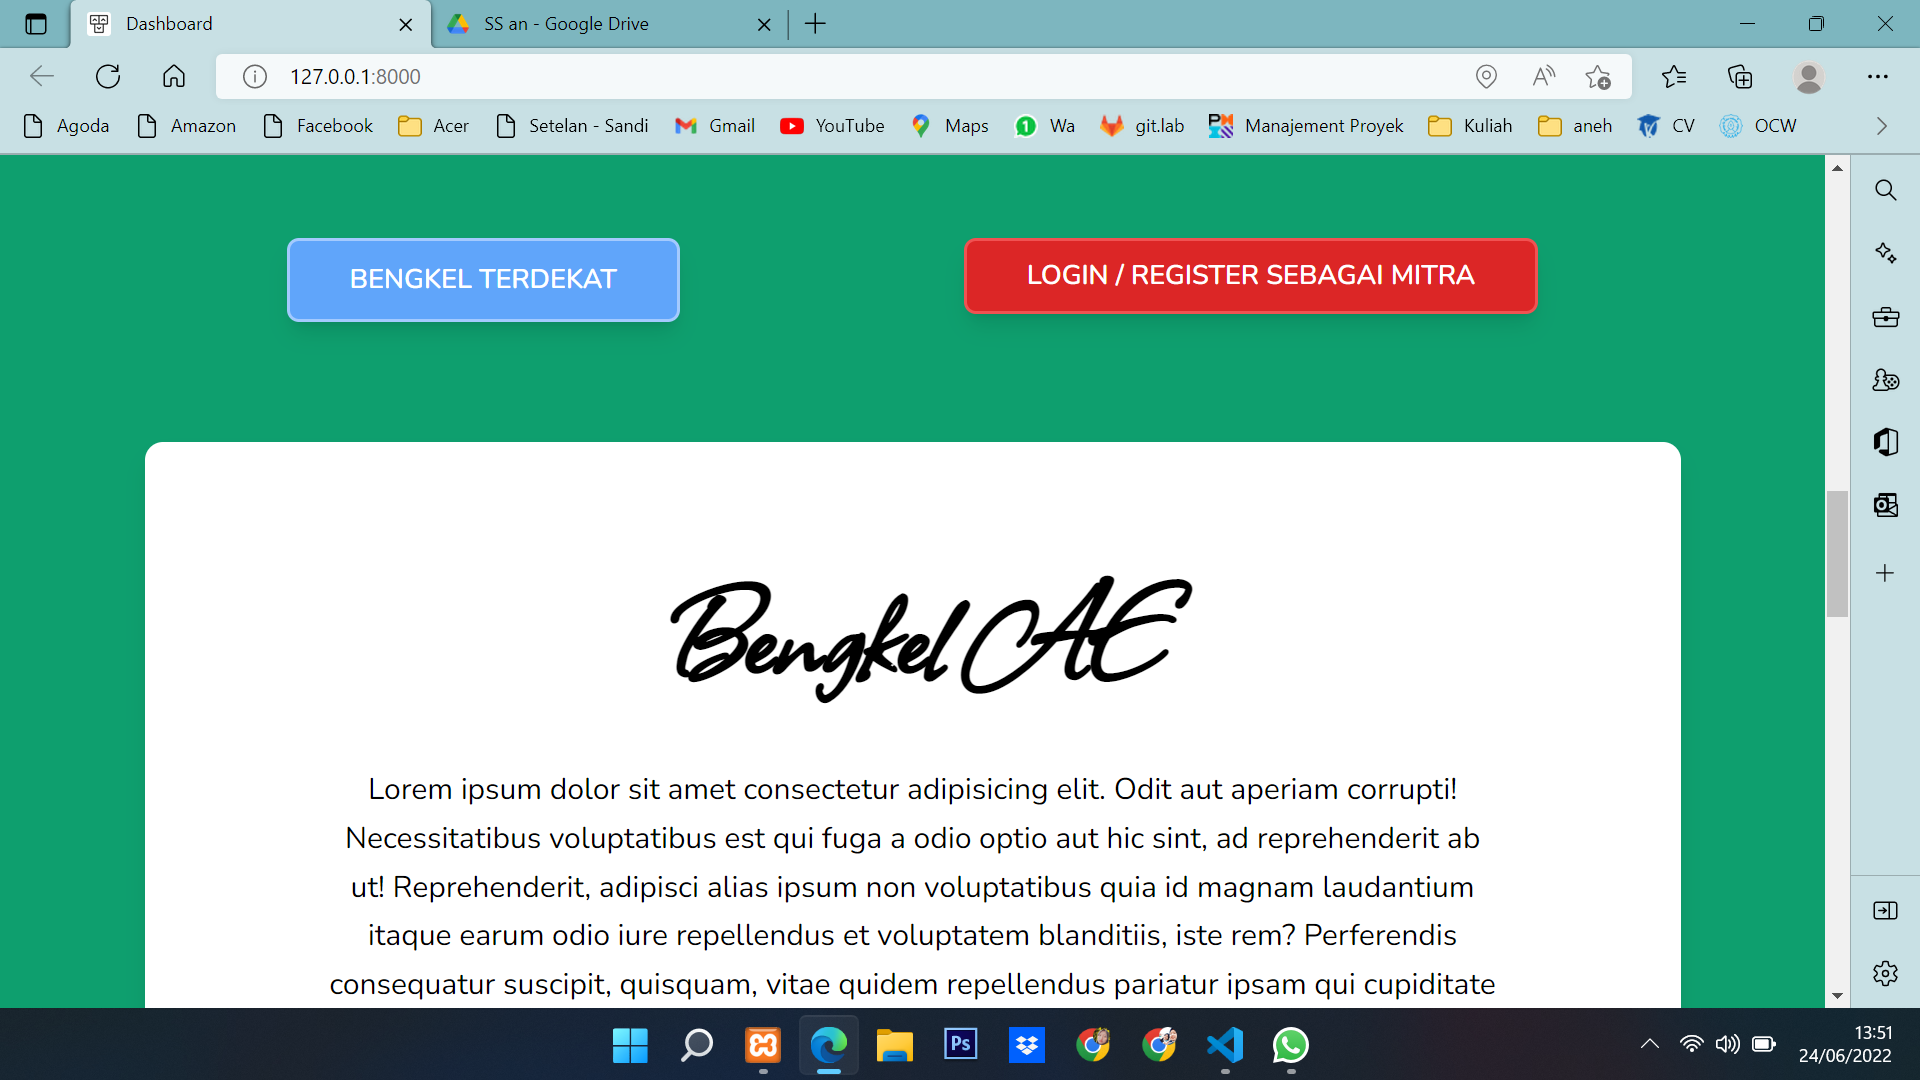 Dashboard
SS an - Google Drive
127.0.0.1:8000
Agoda
Amazon
Facebook
Acer
Setelan - Sandi
Gmail
YouTube
Maps
Wa
git.lab
Manajement Proyek
Kuliah
aneh
CV
OCW
BENGKEL TERDEKAT
LOGIN / REGISTER SEBAGAI MITRA
Bengkel AE
Lorem ipsum dolor sit amet consectetur adipisicing elit. Odit aut aperiam corrupti!
Necessitatibus voluptatibus est qui fuga a odio optio aut hic sint, ad reprehenderit ab
ut! Reprehenderit, adipisci alias ipsum non voluptatibus quia id magnam laudantium
itaque earum odio iure repellendus et voluptatem blanditiis, iste rem? Perferendis
consequatur suscipit, quisquam, vitae quidem repellendus pariatur ipsam qui cupiditate
Ps
13:51
24/06/2022